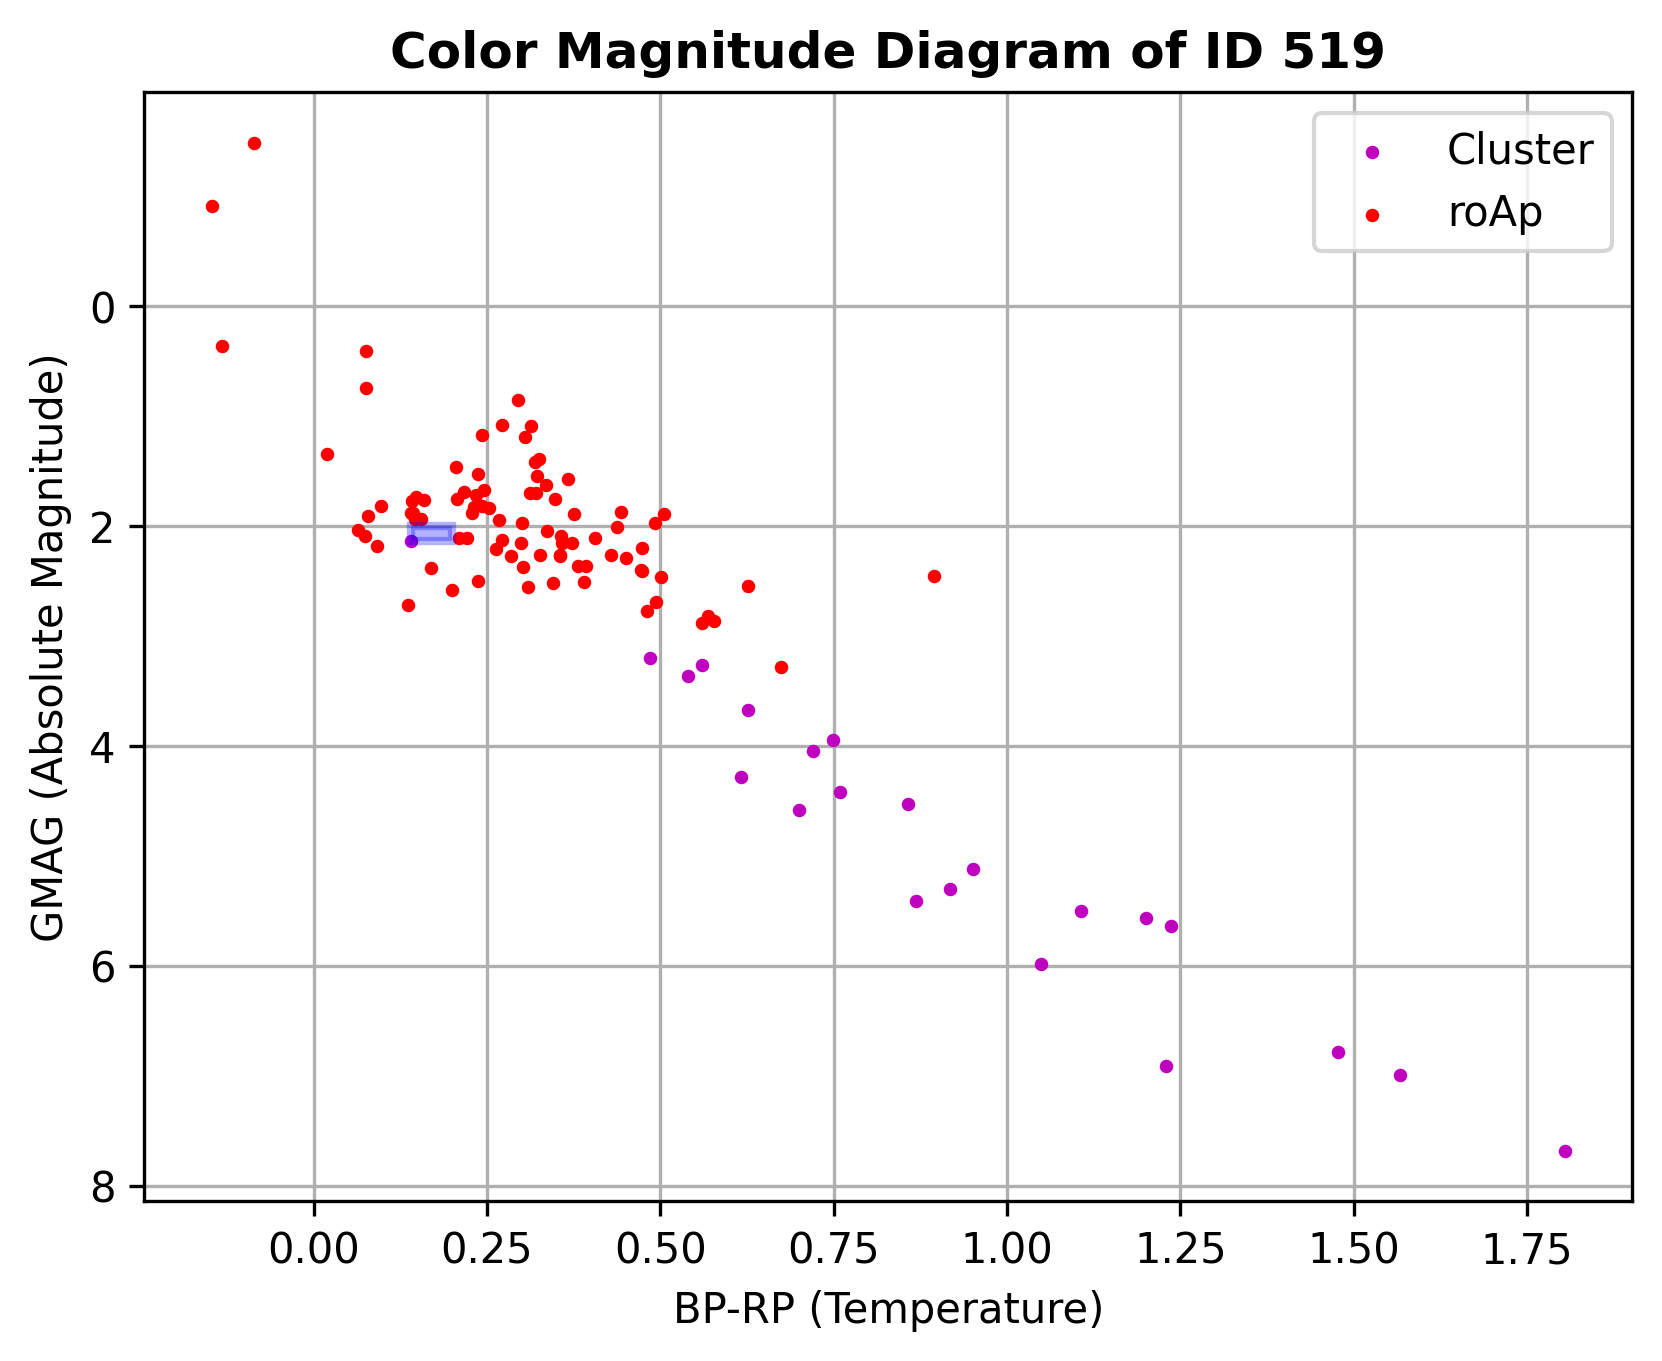 Color Magnitude Diagram of ID 519
Cluster
roAp
GMAG (Absolute Magnitude)
0
2
4
6
8
0.00 0.25 0.50 0.75 1.00 1.25 1.50 1.75
BP-RP (Temperature)